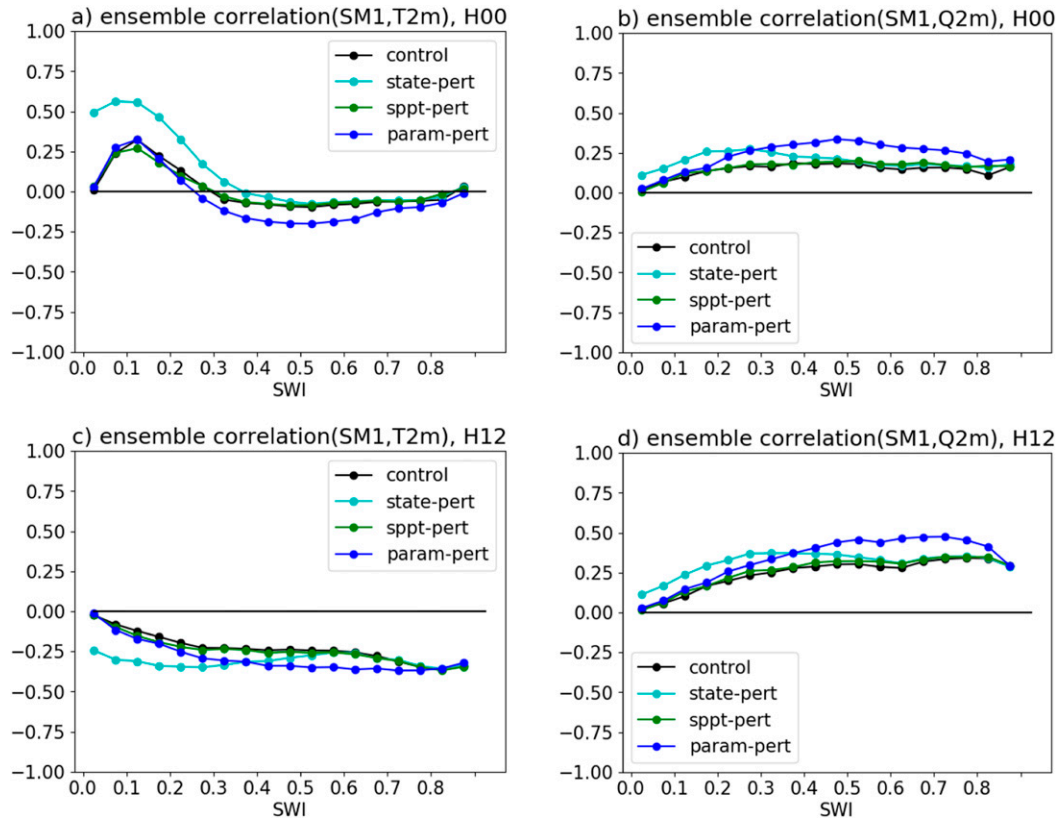 a) ensemble correlation(SM1,T2m), H00
1.00
0.75
0.50
0.25
0.00
−0.25
−0.50
−0.75
−1.00
control
state-pert
sppt-pert
param-pert
0.0 0.1 0.2 0.3 0.4 0.5 0.6 0.7 0.8
SWI
b) ensemble correlation(SM1,Q2m), H00
1.00
0.75
0.50
0.25
0.00
−0.25
−0.50
−0.75
−1.00
control
state-pert
sppt-pert
param-pert
0.0 0.1 0.2 0.3 0.4 0.5 0.6 0.7 0.8
SWI
c) ensemble correlation(SM1,T2m), H12
1.00
0.75
0.50
0.25
0.00
−0.25
−0.50
−0.75
−1.00
control
state-pert
sppt-pert
param-pert
0.0 0.1 0.2 0.3 0.4 0.5 0.6 0.7 0.8
SWI
d) ensemble correlation(SM1,Q2m), H12
1.00
0.75
0.50
0.25
0.00
−0.25
−0.50
−0.75
−1.00
control
state-pert
sppt-pert
param-pert
0.0 0.1 0.2 0.3 0.4 0.5 0.6 0.7 0.8
SWI